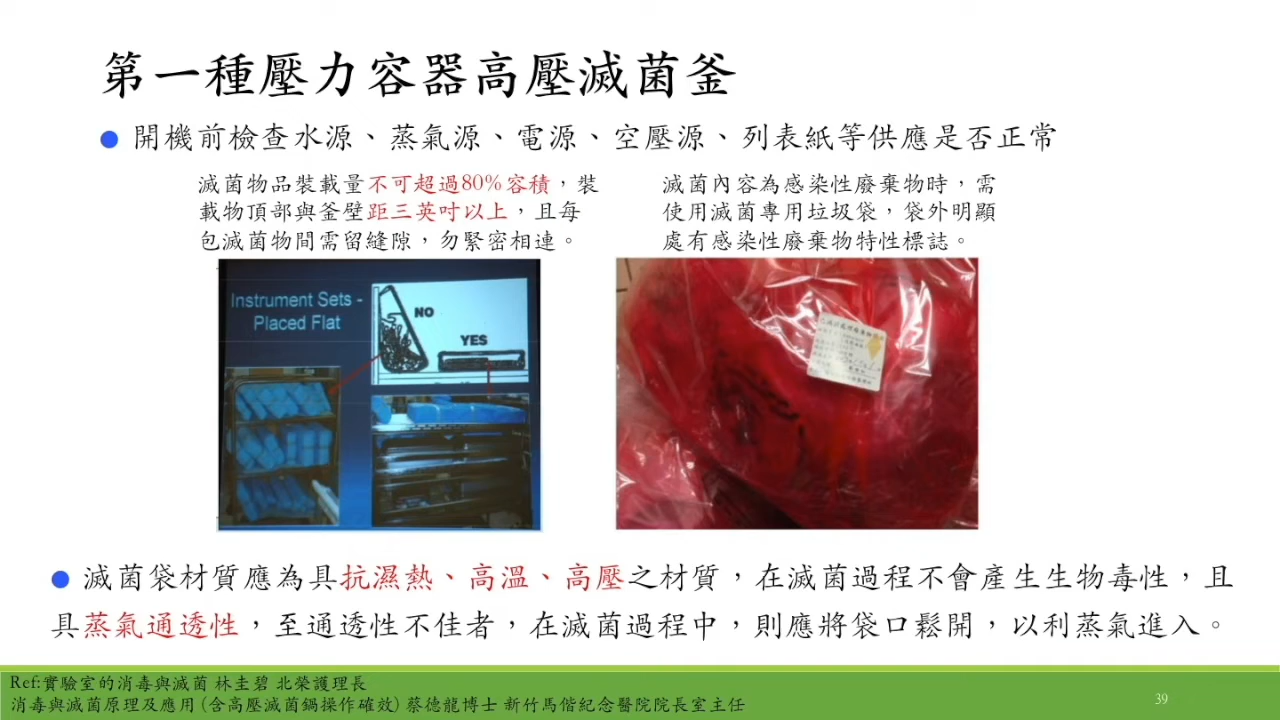 第一種壓力容器高壓滅菌釜
● 開機前檢查水源、蒸氣源、電源、空壓源、列表紙等供應是否正常
滅菌物品裝載量不可超過80%容積，裝
載物頂部與釜壁距三英吋以上，且每
包滅菌物間需留縫隙，勿緊密相連。
滅菌內容為感染性廢棄物時，需
使用滅菌專用垃圾袋，袋外明顯
處有感染性廢棄物特性標誌。
Instrument Sets -
Placed Flat
NO
YES
● 滅菌袋材質應為具抗濕熱、高溫、高壓之材質，在滅菌過程不會產生生物毒性，且
具蒸氣通透性，至通透性不佳者，在滅菌過程中，則應將袋口鬆開，以利蒸氣進入。
Ref:實驗室的消毒與滅菌 林圭碧 北榮護理長
消毒與滅菌原理及應用(含高壓滅菌鍋操作確效) 蔡德龍博士 新竹馬偕紀念醫院院長室主任
39